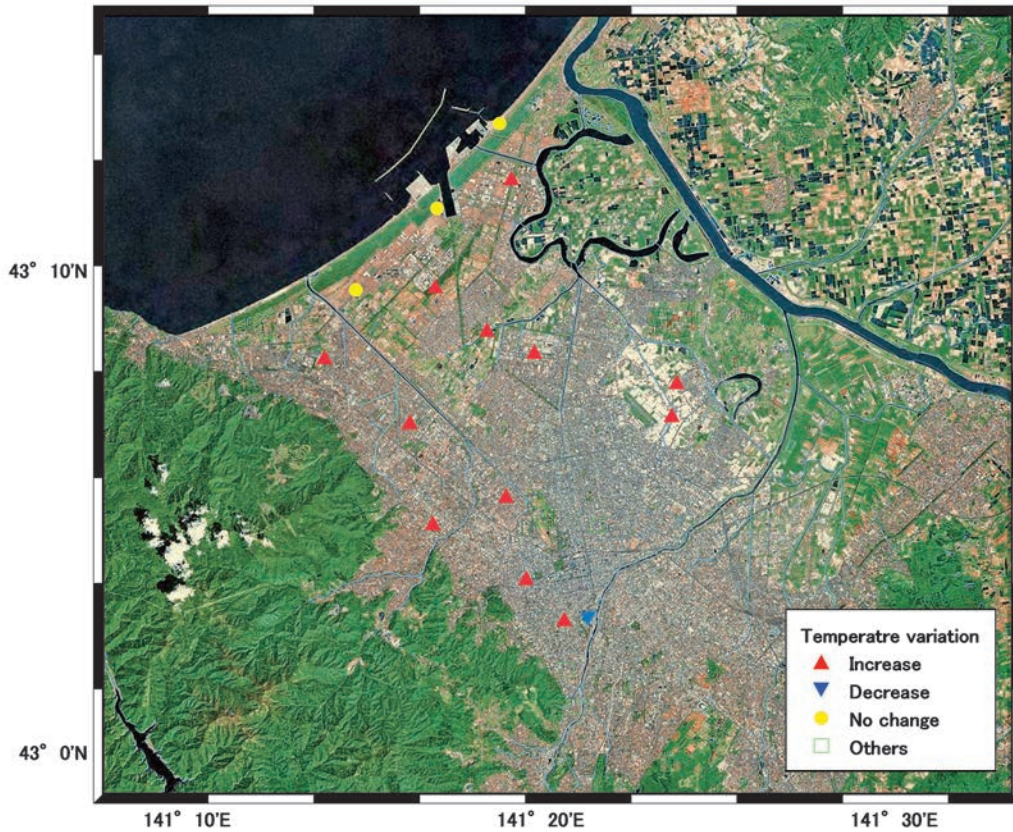 43° 10'N
43° 0'N
Temperatre variation
Increase
Decrease
No change
Others
141° 10'E
141° 20'E
141° 30'E